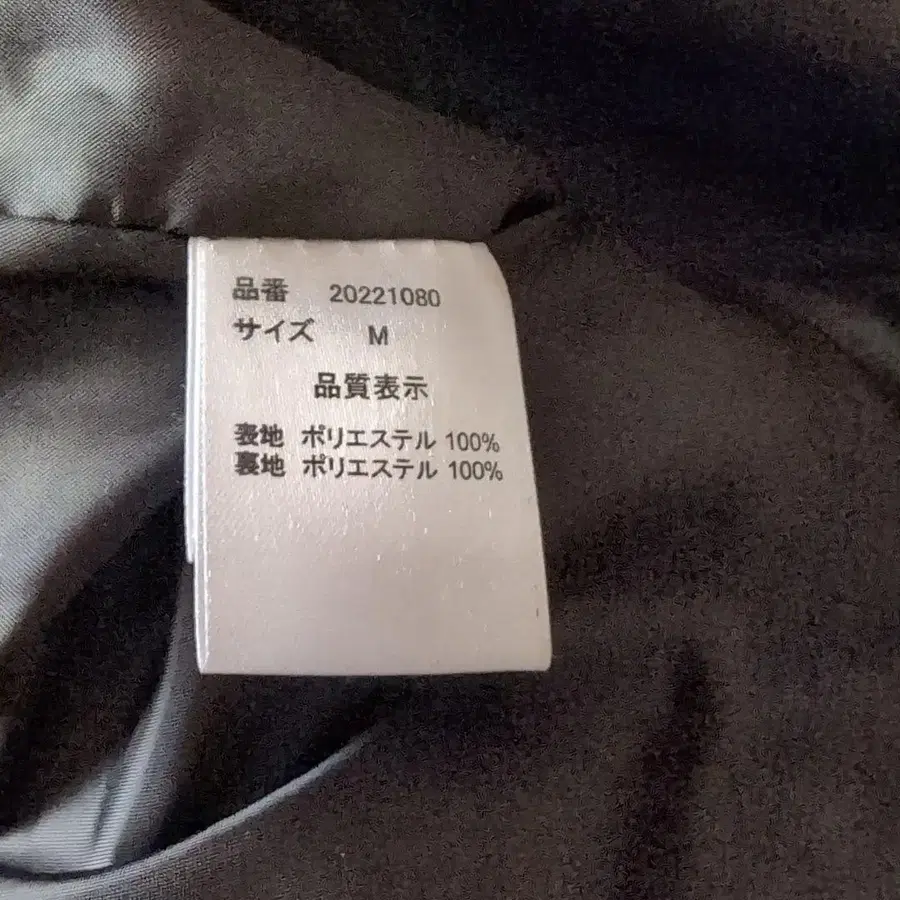 品番 20221080
サイズ M
品質表示
表地 ポリエステル 100%
裏地 ポリエステル 100%